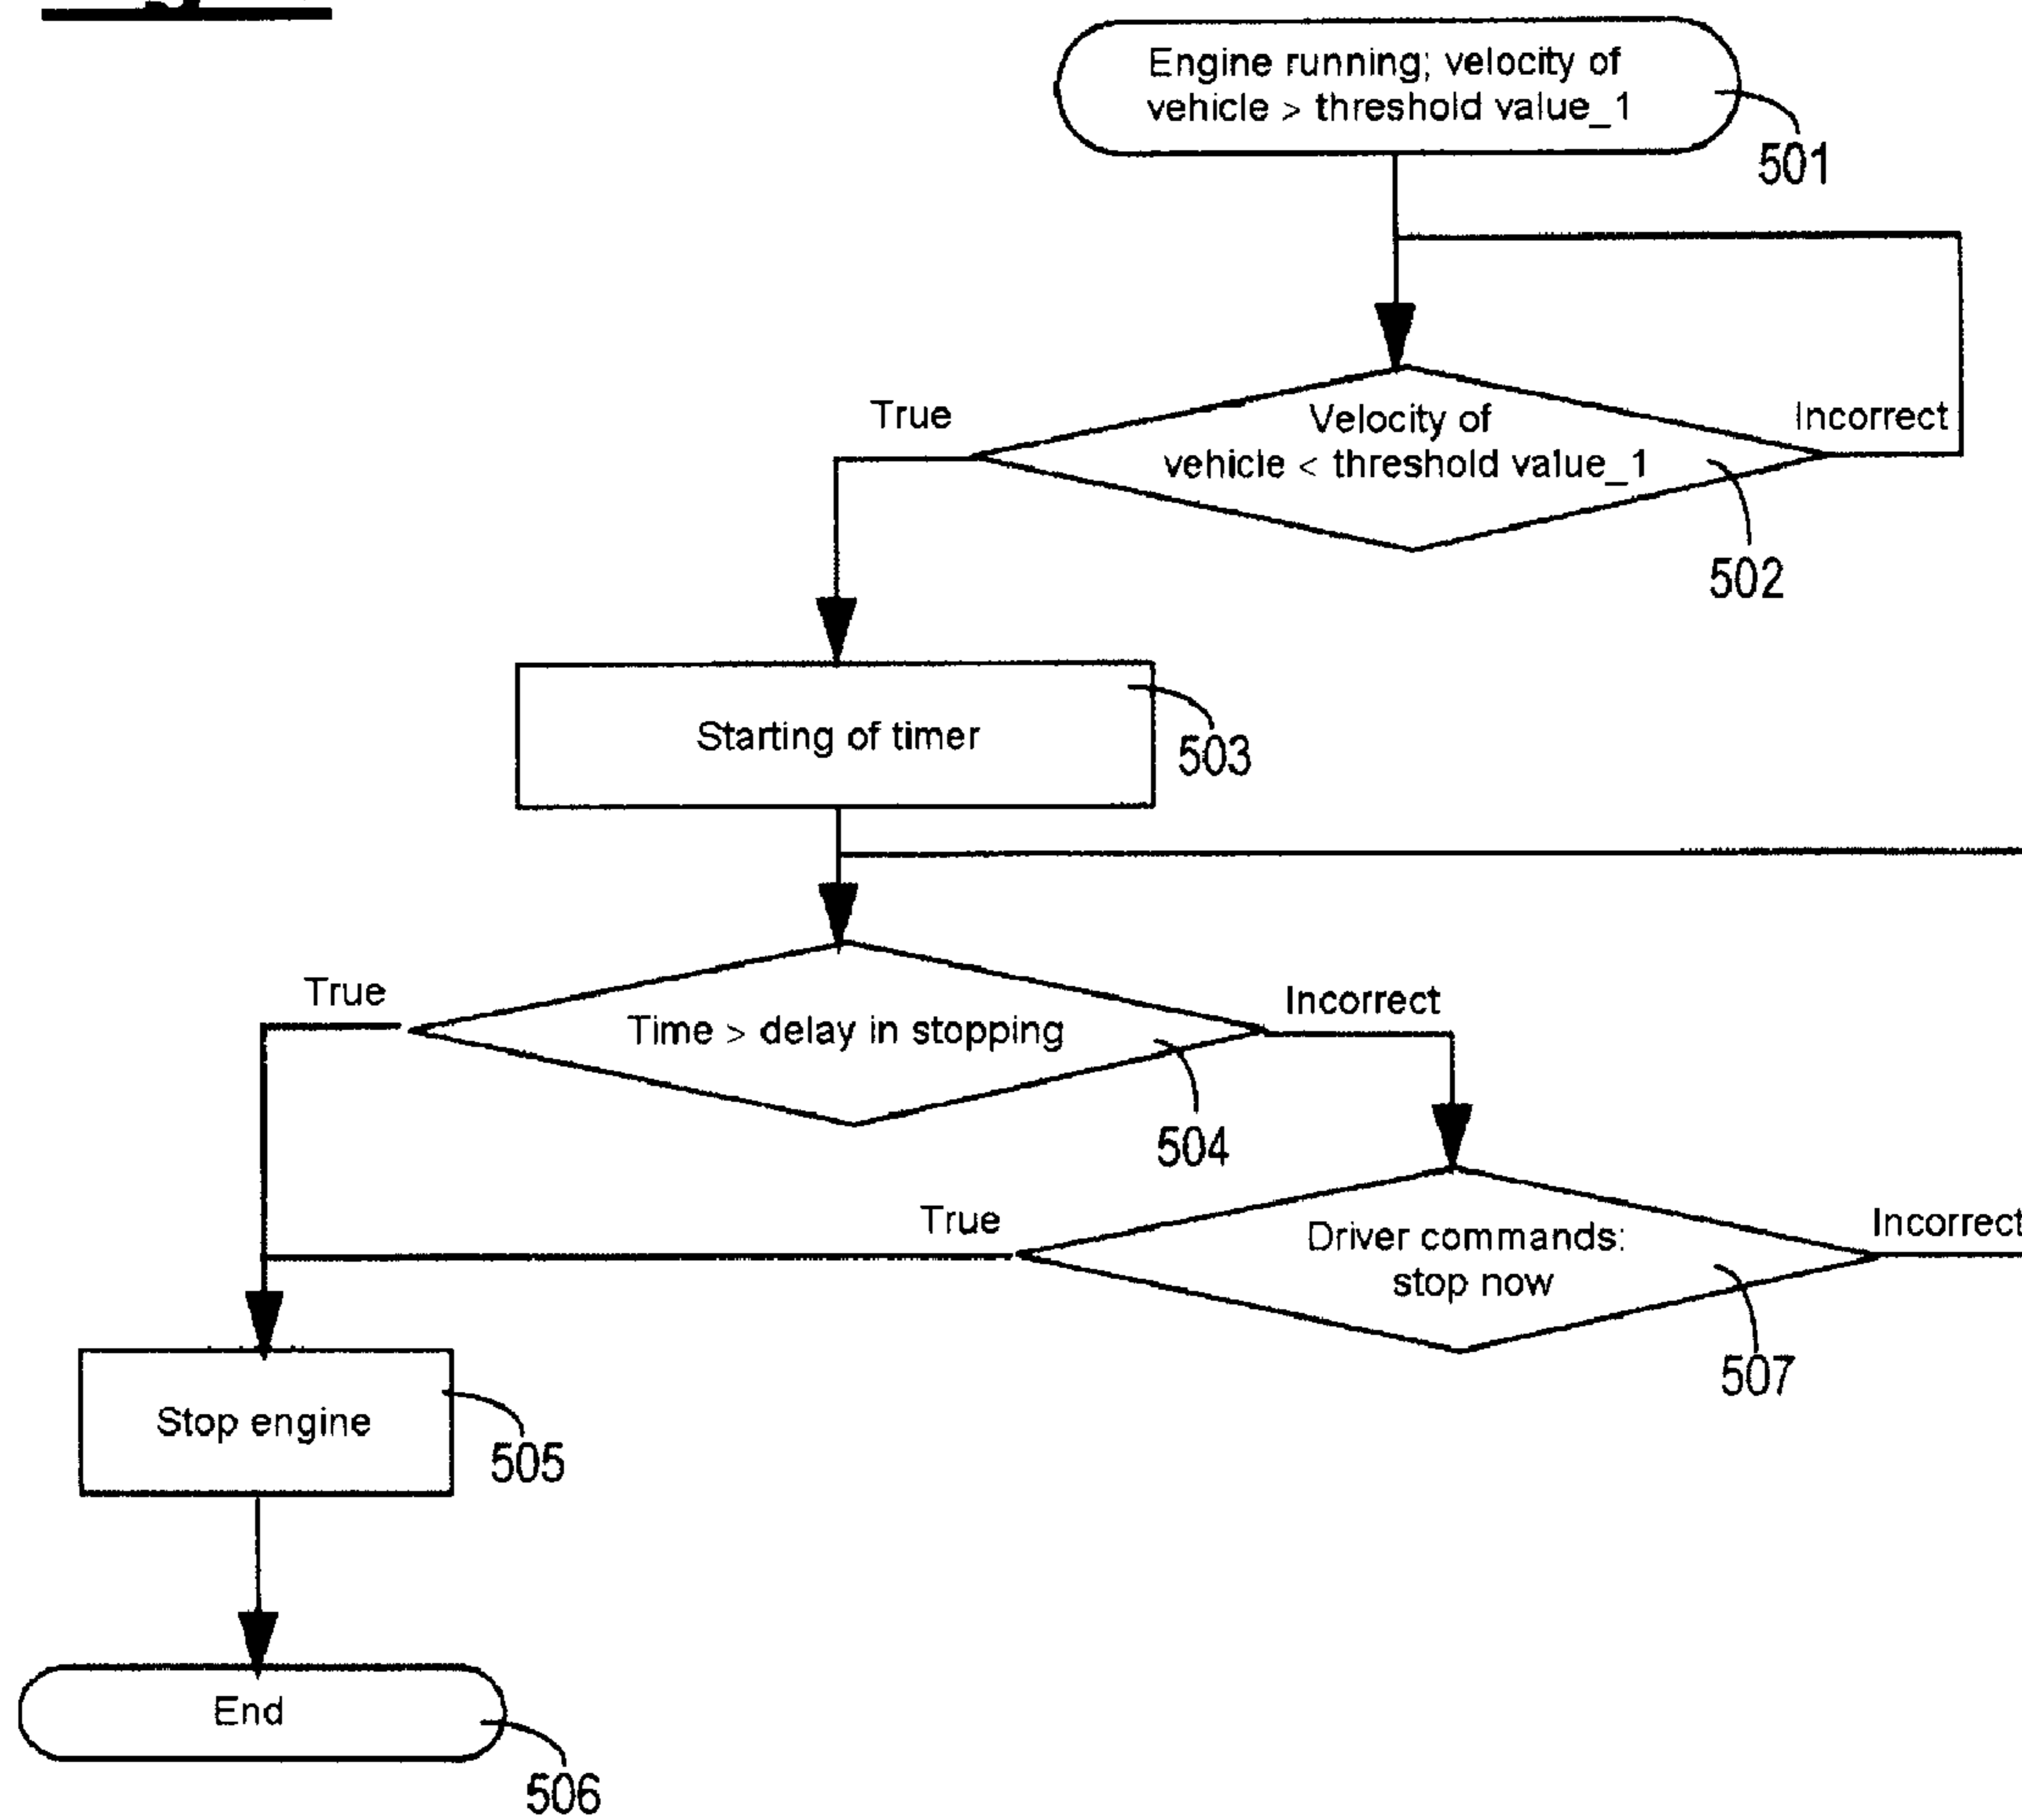 Engine running; velocity of
vehicle > threshold value_1
501
True
Velocity of
vehicle < threshold value_1
Incorrect
502
Starting of timer
503
True
Time > delay in stopping
Incorrect
504
True
Driver commands:
stop now
Incorrect
507
Stop engine
505
End
506